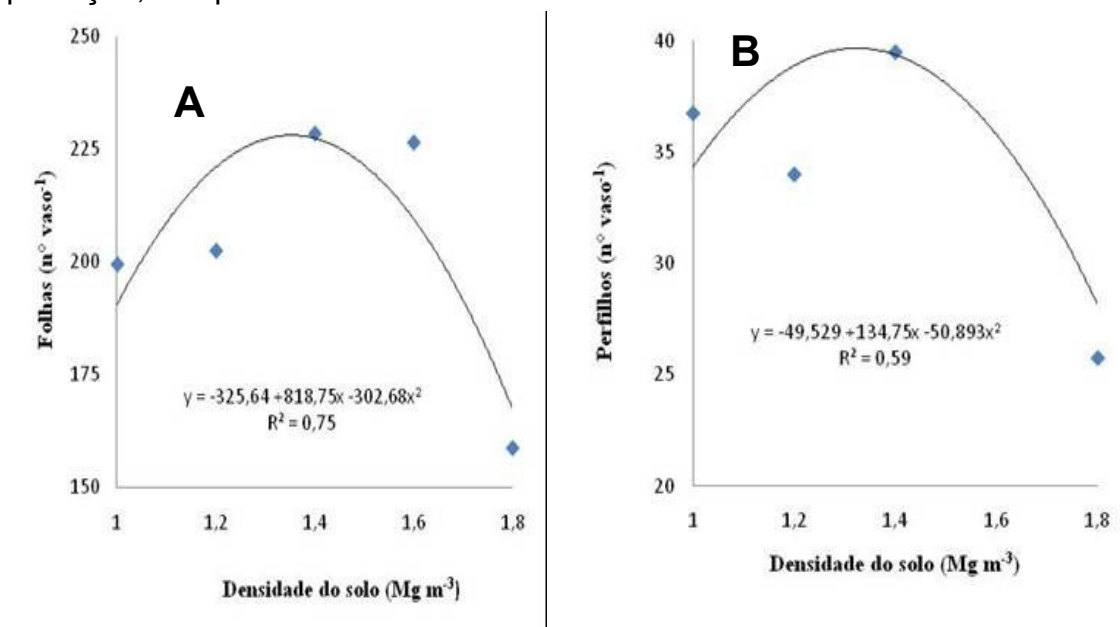 A
250
225
200
175
150
Folhas (n° vaso⁻¹)
y = -325,64 +818,75x -302,68x²
R² = 0,75
1 1,2 1,4 1,6 1,8
Densidade do solo (Mg m⁻³)
B
40
35
30
25
20
Perfilhos (n° vaso⁻¹)
y = -49,529 +134,75x -50,893x²
R² = 0,59
1 1,2 1,4 1,6 1,8
Densidade do solo (Mg m⁻³)